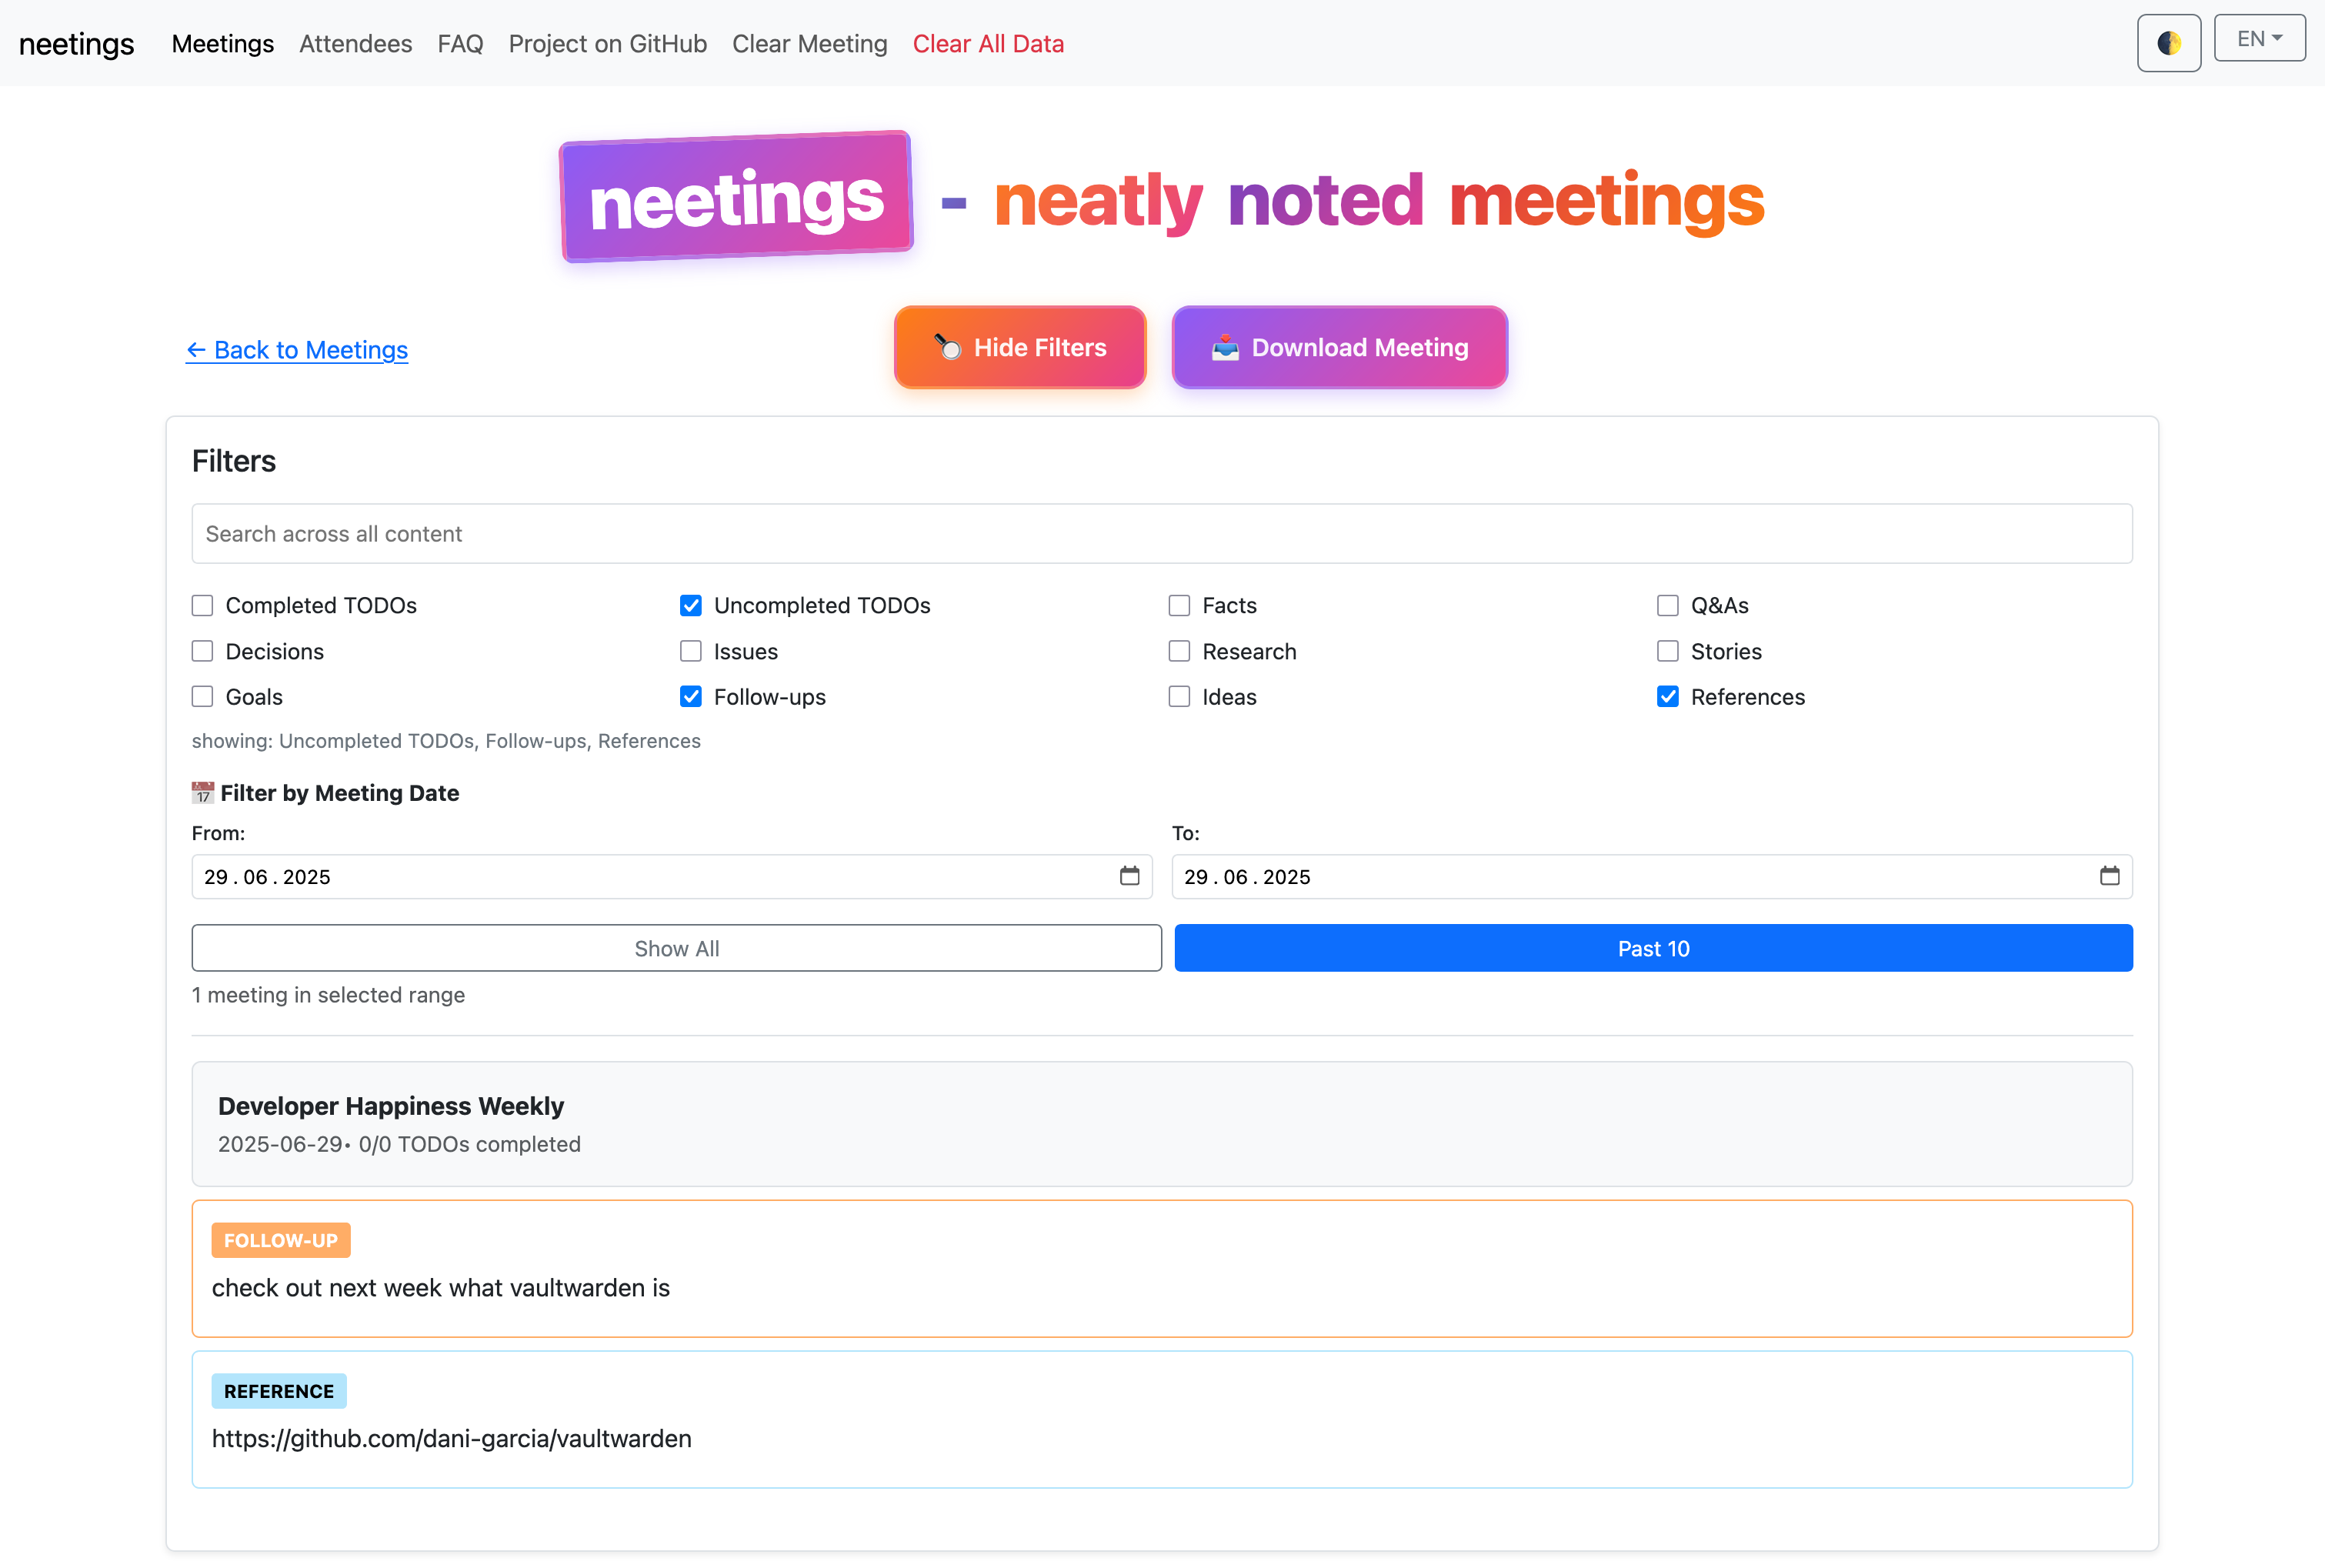 neetings Meetings Attendees FAQ Project on GitHub Clear Meeting Clear All Data EN
neetings - neatly noted meetings
← Back to Meetings Hide Filters Download Meeting
Filters
Search across all content
Completed TODOs Uncompleted TODOs Facts Q&As
Decisions Issues Research Stories
Goals Follow-ups Ideas References
showing: Uncompleted TODOs, Follow-ups, References
17 Filter by Meeting Date
From: To:
29 . 06 . 2025 29 . 06 . 2025
Show All Past 10
1 meeting in selected range
Developer Happiness Weekly
2025-06-29• 0/0 TODOs completed
FOLLOW-UP
check out next week what vaultwarden is
REFERENCE
https://github.com/dani-garcia/vaultwarden